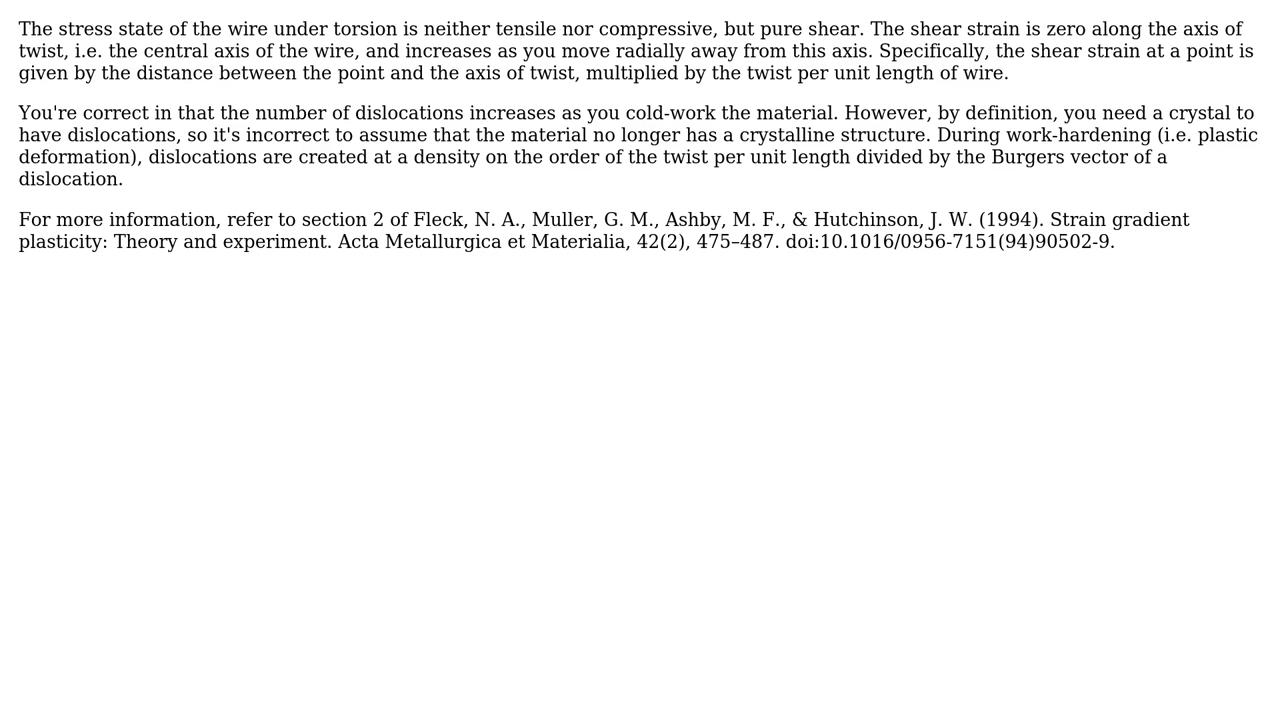 The stress state of the wire under torsion is neither tensile nor compressive, but pure shear. The shear strain is zero along the axis of
twist, i.e. the central axis of the wire, and increases as you move radially away from this axis. Specifically, the shear strain at a point is
given by the distance between the point and the axis of twist, multiplied by the twist per unit length of wire.
You're correct in that the number of dislocations increases as you cold-work the material. However, by definition, you need a crystal to
have dislocations, so it's incorrect to assume that the material no longer has a crystalline structure. During work-hardening (i.e. plastic
deformation), dislocations are created at a density on the order of the twist per unit length divided by the Burgers vector of a
dislocation.
For more information, refer to section 2 of Fleck, N. A., Muller, G. M., Ashby, M. F., & Hutchinson, J. W. (1994). Strain gradient
plasticity: Theory and experiment. Acta Metallurgica et Materialia, 42(2), 475–487. doi:10.1016/0956-7151(94)90502-9.